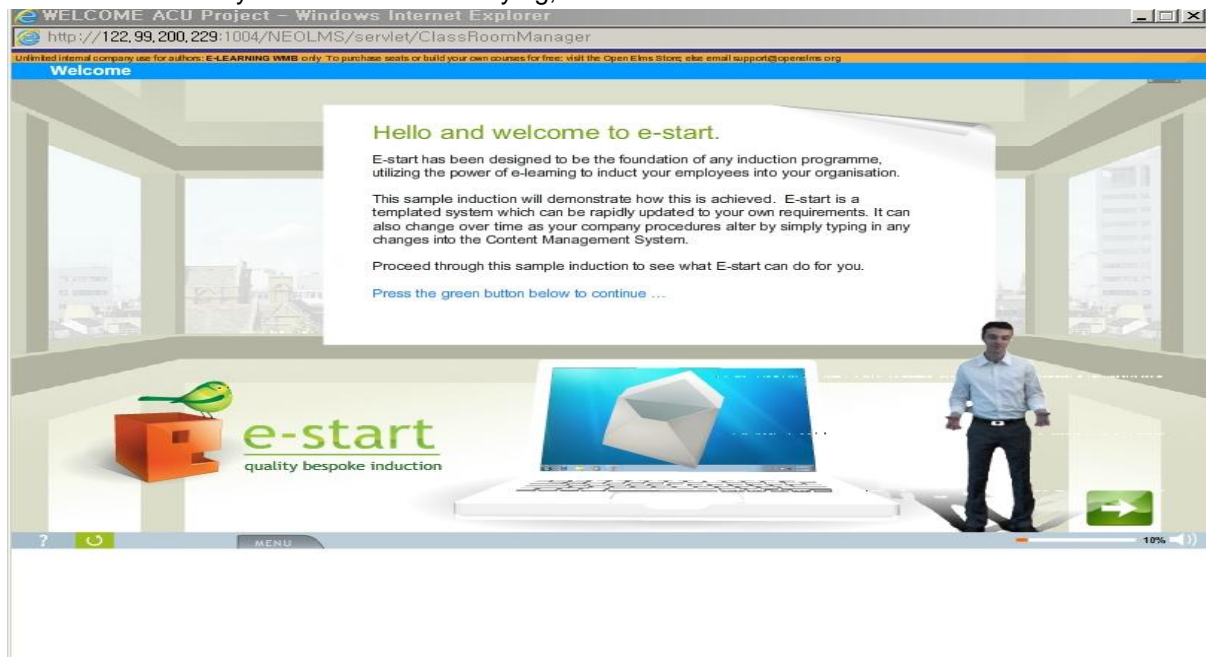 WELCOME ACU Project - Windows Internet Explorer
http://122,99,200,229:1004/NEOLMS/servlet/ClassRoomManager
Unlimited internal company use for authors: E-LEARNING WMB only To purchase seats or build your own courses for free: visit the Open Elms Store; else email support@openelms org
Welcome
Hello and welcome to e-start.
E-start has been designed to be the foundation of any induction programme,
utilizing the power of e-learning to induct your employees into your organisation.
This sample induction will demonstrate how this is achieved. E-start is a
templated system which can be rapidly updated to your own requirements. It can
also change over time as your company procedures alter by simply typing in any
changes into the Content Management System.
Proceed through this sample induction to see what E-start can do for you.
Press the green button below to continue ...
e-start
quality bespoke induction
? MENU 10%